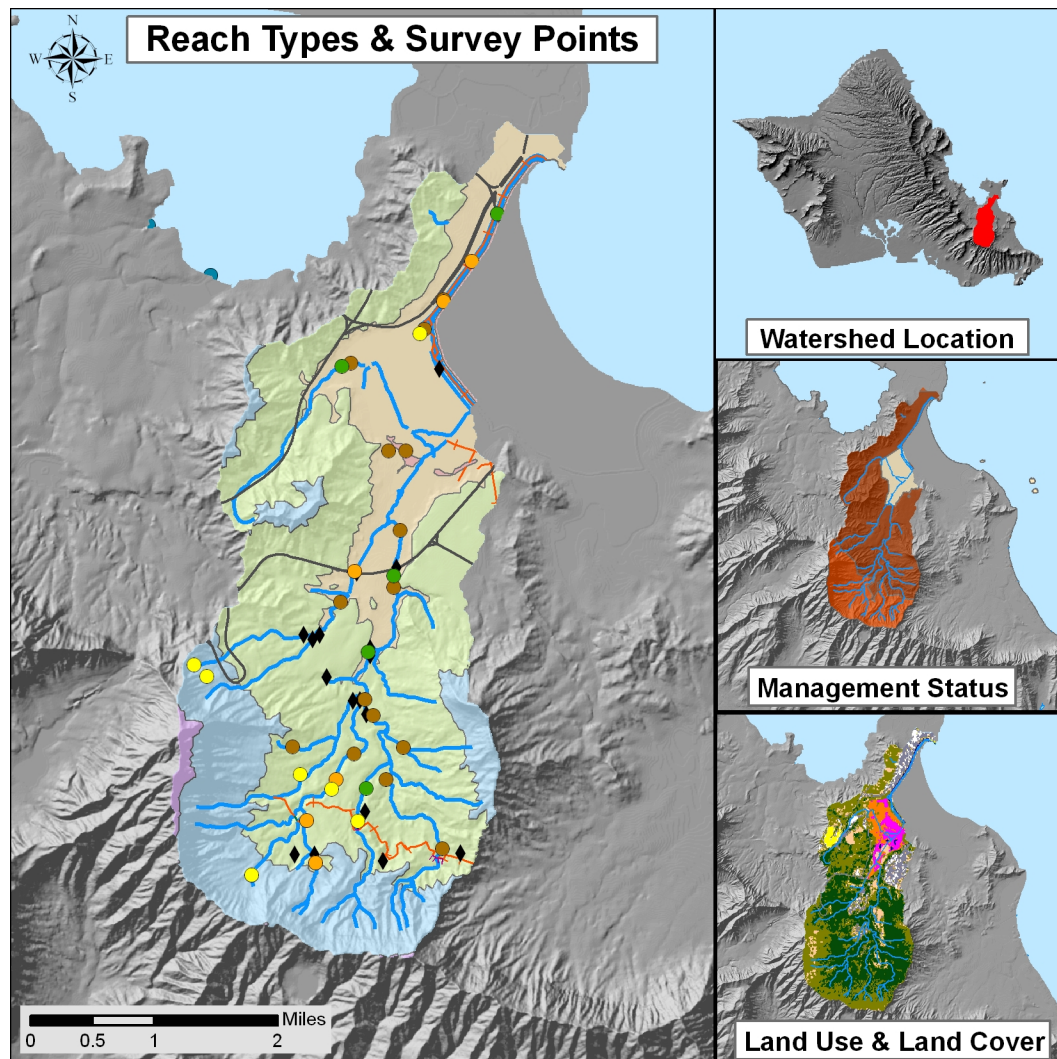 Reach Types & Survey Points
N
W E
S
Watershed Location
Management Status
Land Use & Land Cover
Miles
0 0.5 1 2